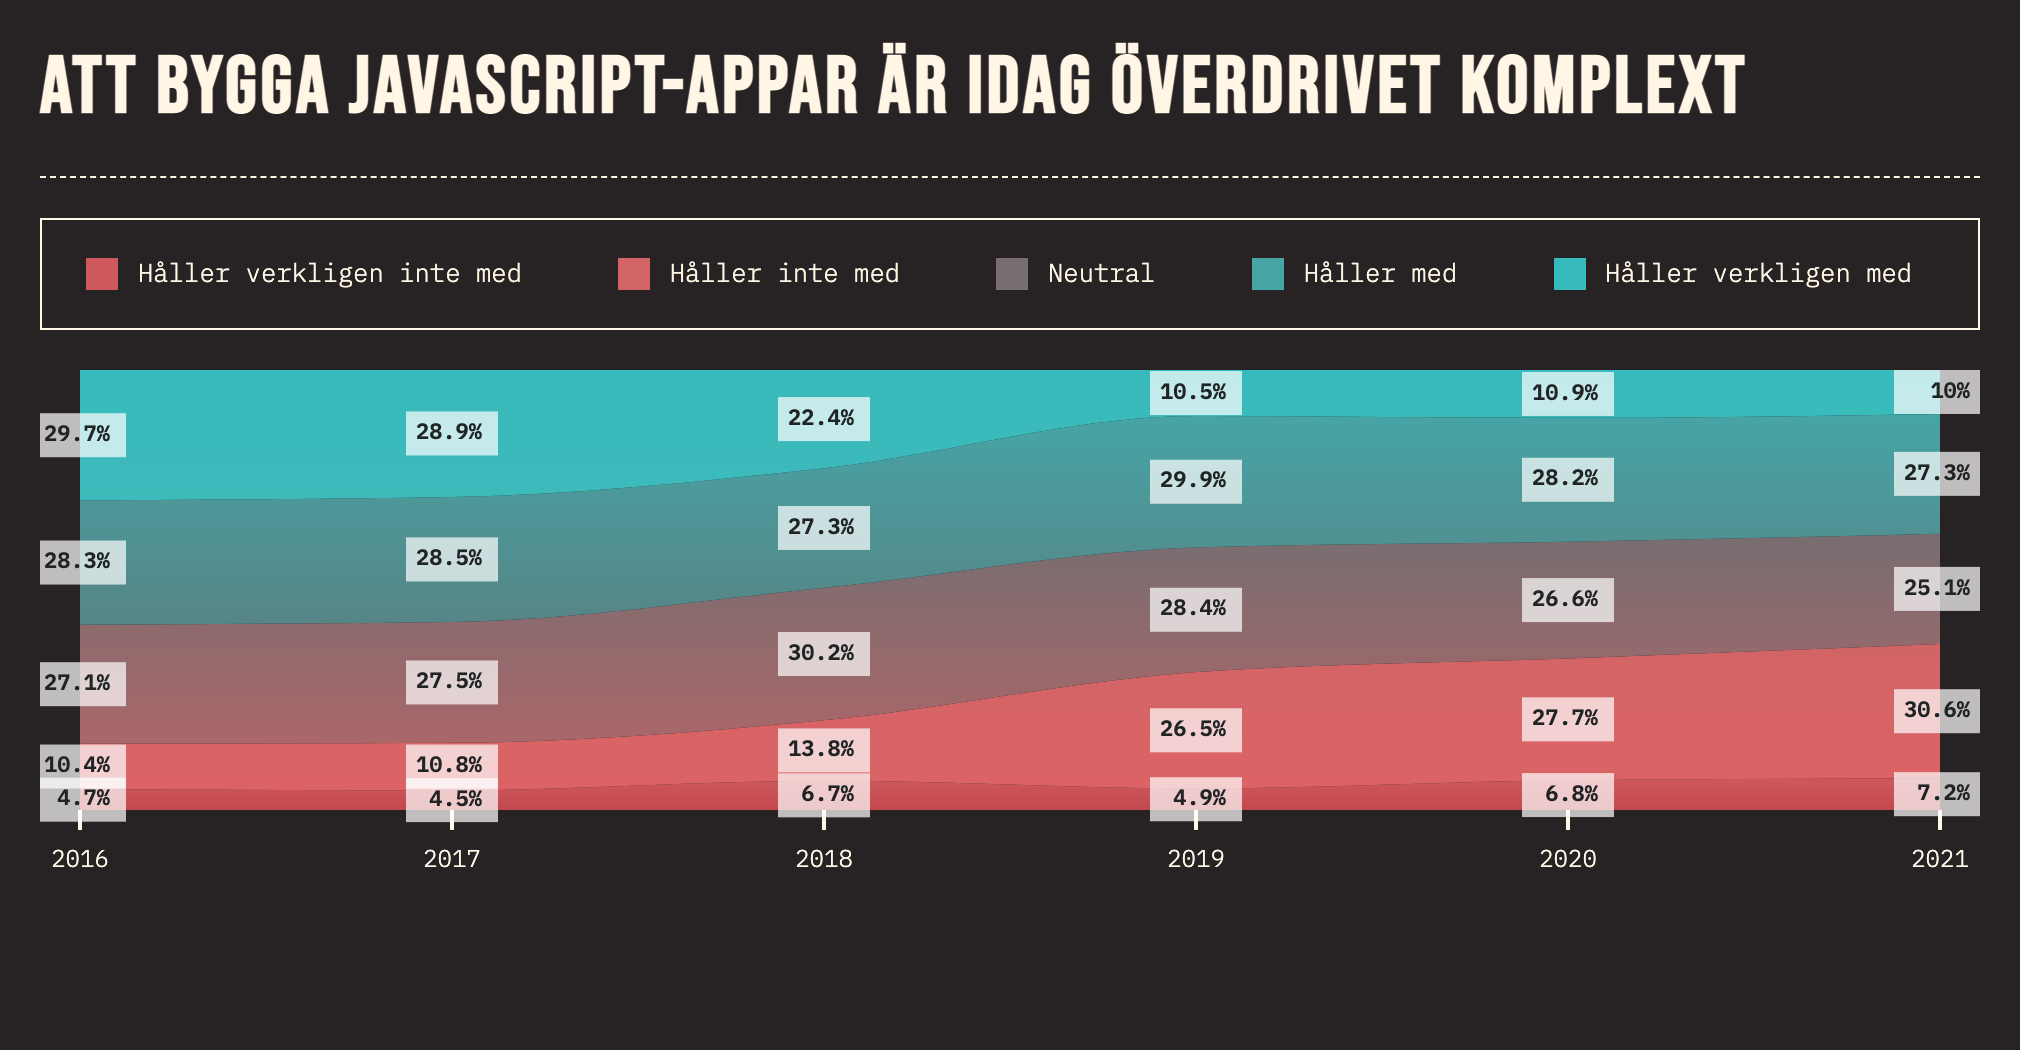 ATT BYGGA JAVASCRIPT-APPAR ÄR IDAG ÖVERDRIVET KOMPLEXT
Håller verkligen inte med Håller inte med Neutral Håller med Håller verkligen med
29.7% 28.9% 22.4% 10.5% 10.9% 10%
28.3% 28.5% 27.3% 29.9% 28.2% 27.3%
27.1% 27.5% 30.2% 28.4% 26.6% 25.1%
10.4% 10.8% 13.8% 26.5% 27.7% 30.6%
4.7% 4.5% 6.7% 4.9% 6.8% 7.2%
2016 2017 2018 2019 2020 2021